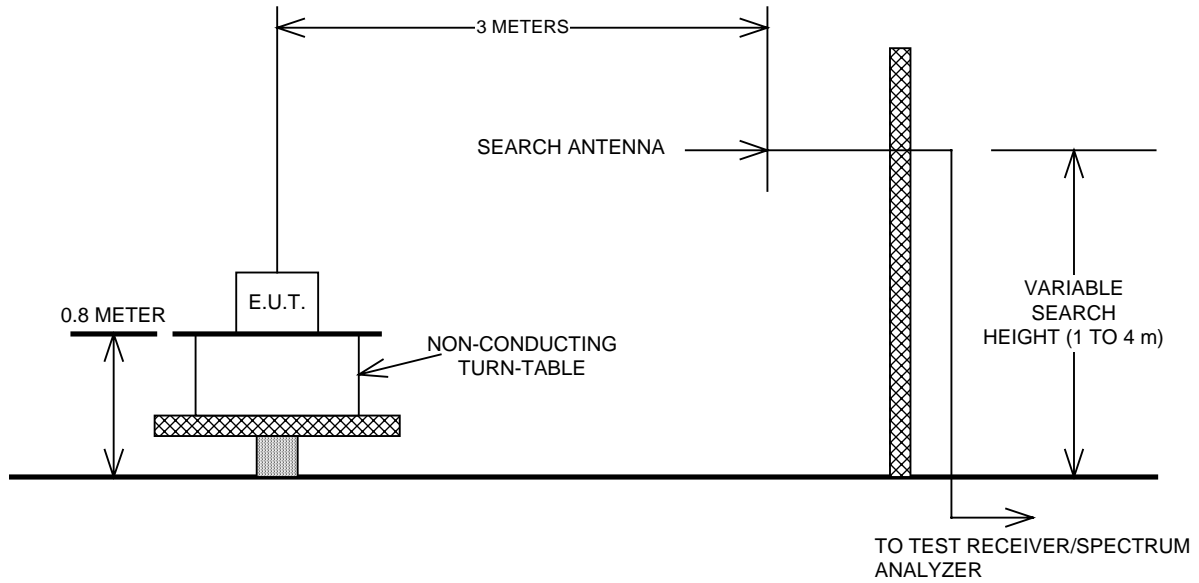 3 METERS
SEARCH ANTENNA
E.U.T.
0.8 METER
NON-CONDUCTING
TURN-TABLE
VARIABLE
SEARCH
HEIGHT (1 TO 4 m)
TO TEST RECEIVER/SPECTRUM
ANALYZER